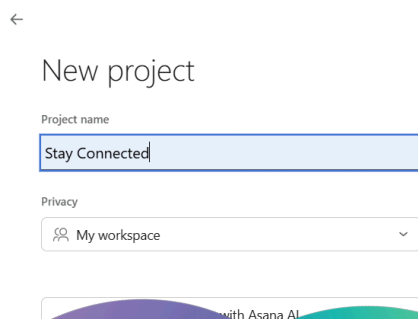 New project
Project name
Stay Connected
Privacy
My workspace
with Asana AI